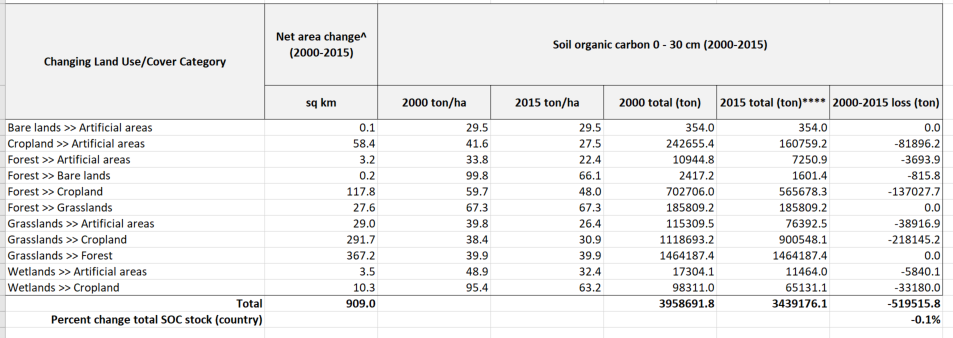 Changing Land Use/Cover Category Net area change^ (2000-2015) Soil organic carbon 0 - 30 cm (2000-2015)
sq km 2000 ton/ha 2015 ton/ha 2000 total (ton) 2015 total (ton)**** 2000-2015 loss (ton)
Bare lands >> Artificial areas 0.1 29.5 29.5 354.0 354.0 0.0
Cropland >> Artificial areas 58.4 41.6 27.5 242655.4 160759.2 -81896.2
Forest >> Artificial areas 3.2 33.8 22.4 10944.8 7250.9 -3693.9
Forest >> Bare lands 0.2 99.8 66.1 2417.2 1601.4 -815.8
Forest >> Cropland 117.8 59.7 48.0 702706.0 565678.3 -137027.7
Forest >> Grasslands 27.6 67.3 67.3 185809.2 185809.2 0.0
Grasslands >> Artificial areas 29.0 39.8 26.4 115309.5 76392.5 -38916.9
Grasslands >> Cropland 291.7 38.4 30.9 1118693.2 900548.1 -218145.2
Grasslands >> Forest 367.2 39.9 39.9 1464187.4 1464187.4 0.0
Wetlands >> Artificial areas 3.5 48.9 32.4 17304.1 11464.0 -5840.1
Wetlands >> Cropland 10.3 95.4 63.2 98311.0 65131.1 -33180.0
Total 909.0 3958691.8 3439176.1 -519515.8
Percent change total SOC stock (country) -0.1%